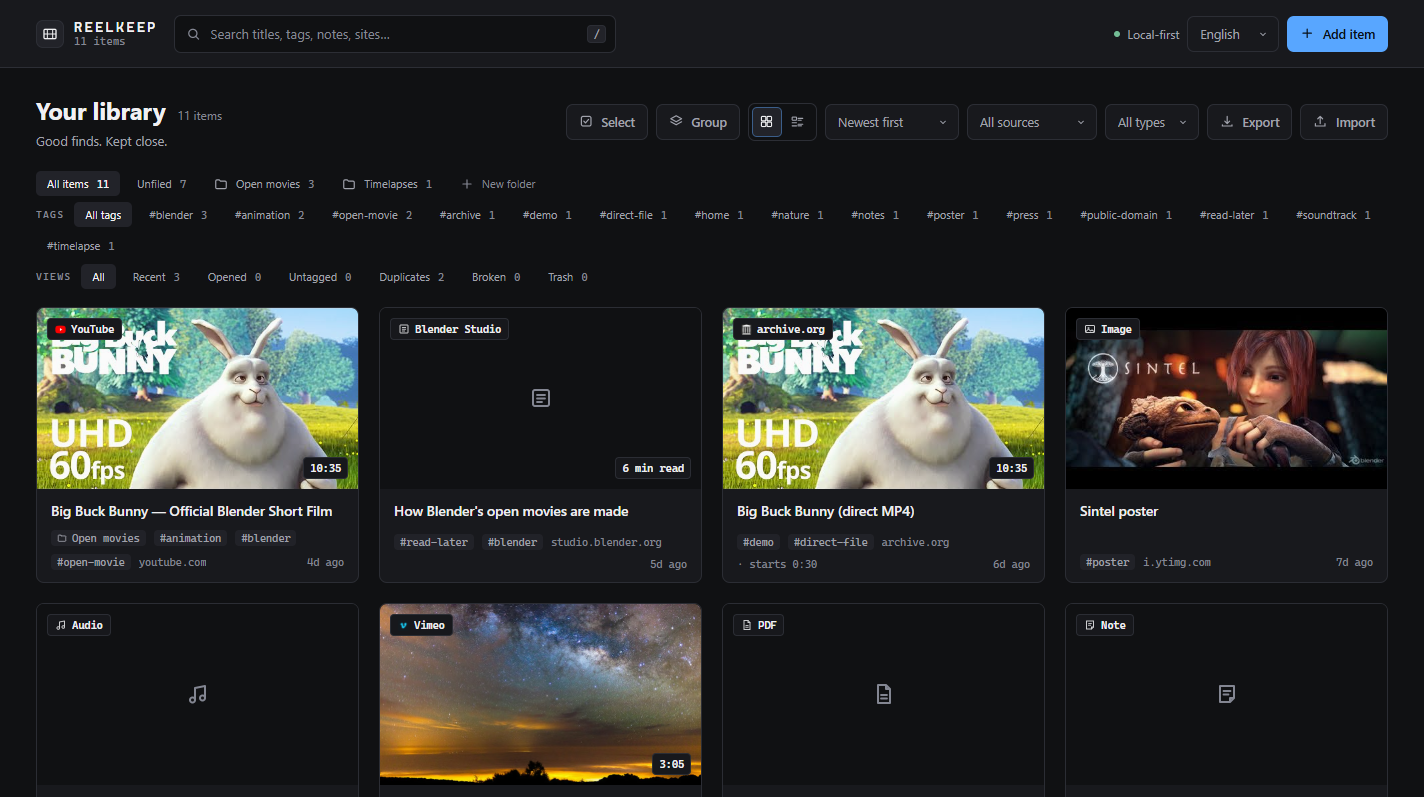 REELKEEP
11 items
Search titles, tags, notes, sites...
/
Local-first
English
+ Add item
Your library 11 items
Good finds. Kept close.
Select
Group
Newest first
All sources
All types
Export
Import
All items 11
Unfiled 7
Open movies 3
Timelapses 1
+ New folder
TAGS All tags #blender 3 #animation 2 #open-movie 2 #archive 1 #demo 1 #direct-file 1 #home 1 #nature 1 #notes 1 #poster 1 #press 1 #public-domain 1 #read-later 1 #soundtrack 1
#timelapse 1
VIEWS All Recent 3 Opened 0 Untagged 0 Duplicates 2 Broken 0 Trash 0
YouTube
Big Buck
BUNNY
UHD
60fps
10:35
Big Buck Bunny — Official Blender Short Film
Open movies #animation #blender
#open-movie youtube.com 4d ago
Blender Studio
6 min read
How Blender's open movies are made
#read-later #blender studio.blender.org
5d ago
archive.org
Big Buck
BUNNY
UHD
60fps
10:35
Big Buck Bunny (direct MP4)
#demo #direct-file archive.org
· starts 0:30 6d ago
Image
SINTEL
blender
Sintel poster
#poster i.ytimg.com 7d ago
Audio
Vimeo
3:05
PDF
Note